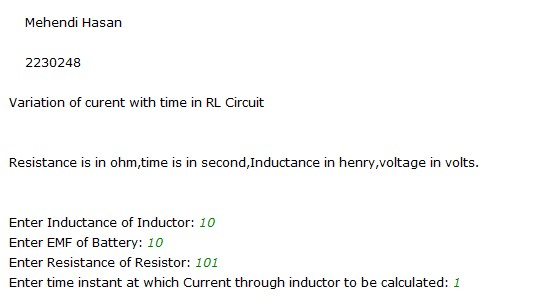 Mehendi Hasan
2230248
Variation of curent with time in RL Circuit
Resistance is in ohm,time is in second,Inductance in henry,voltage in volts.
Enter Inductance of Inductor: 10
Enter EMF of Battery: 10
Enter Resistance of Resistor: 101
Enter time instant at which Current through inductor to be calculated: 1